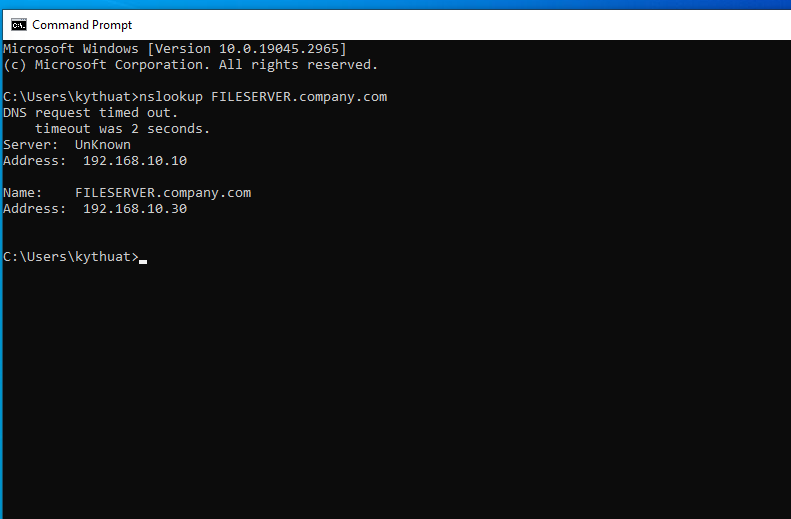 Command Prompt
Microsoft Windows [Version 10.0.19045.2965]
(c) Microsoft Corporation. All rights reserved.
C:\Users\kythuat>nslookup FILESERVER.company.com
DNS request timed out.
    timeout was 2 seconds.
Server:  UnKnown
Address:  192.168.10.10
Name:    FILESERVER.company.com
Address:  192.168.10.30
C:\Users\kythuat>